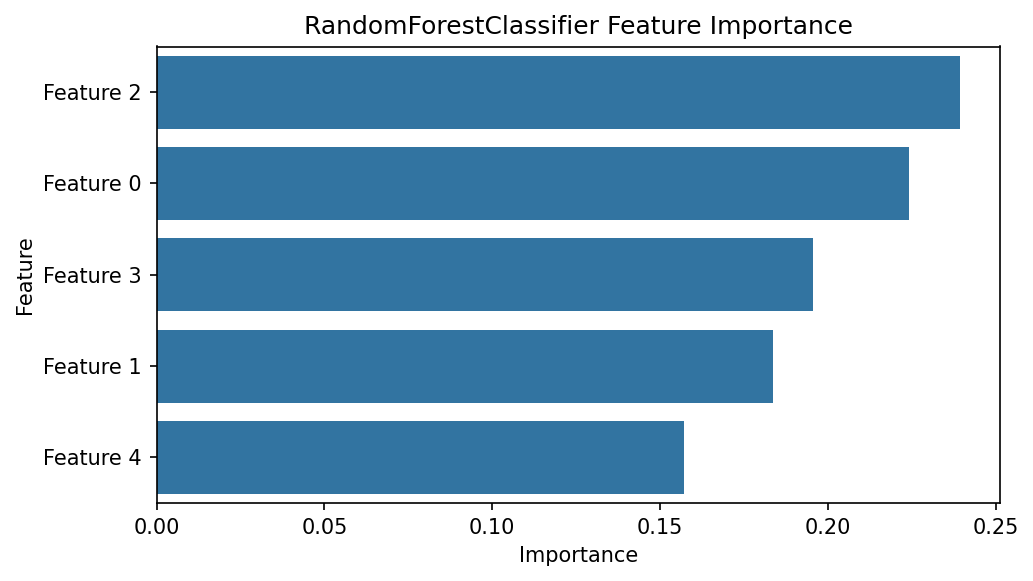 RandomForestClassifier Feature Importance
Feature
Feature 2
Feature 0
Feature 3
Feature 1
Feature 4
0.00 0.05 0.10 0.15 0.20 0.25
Importance